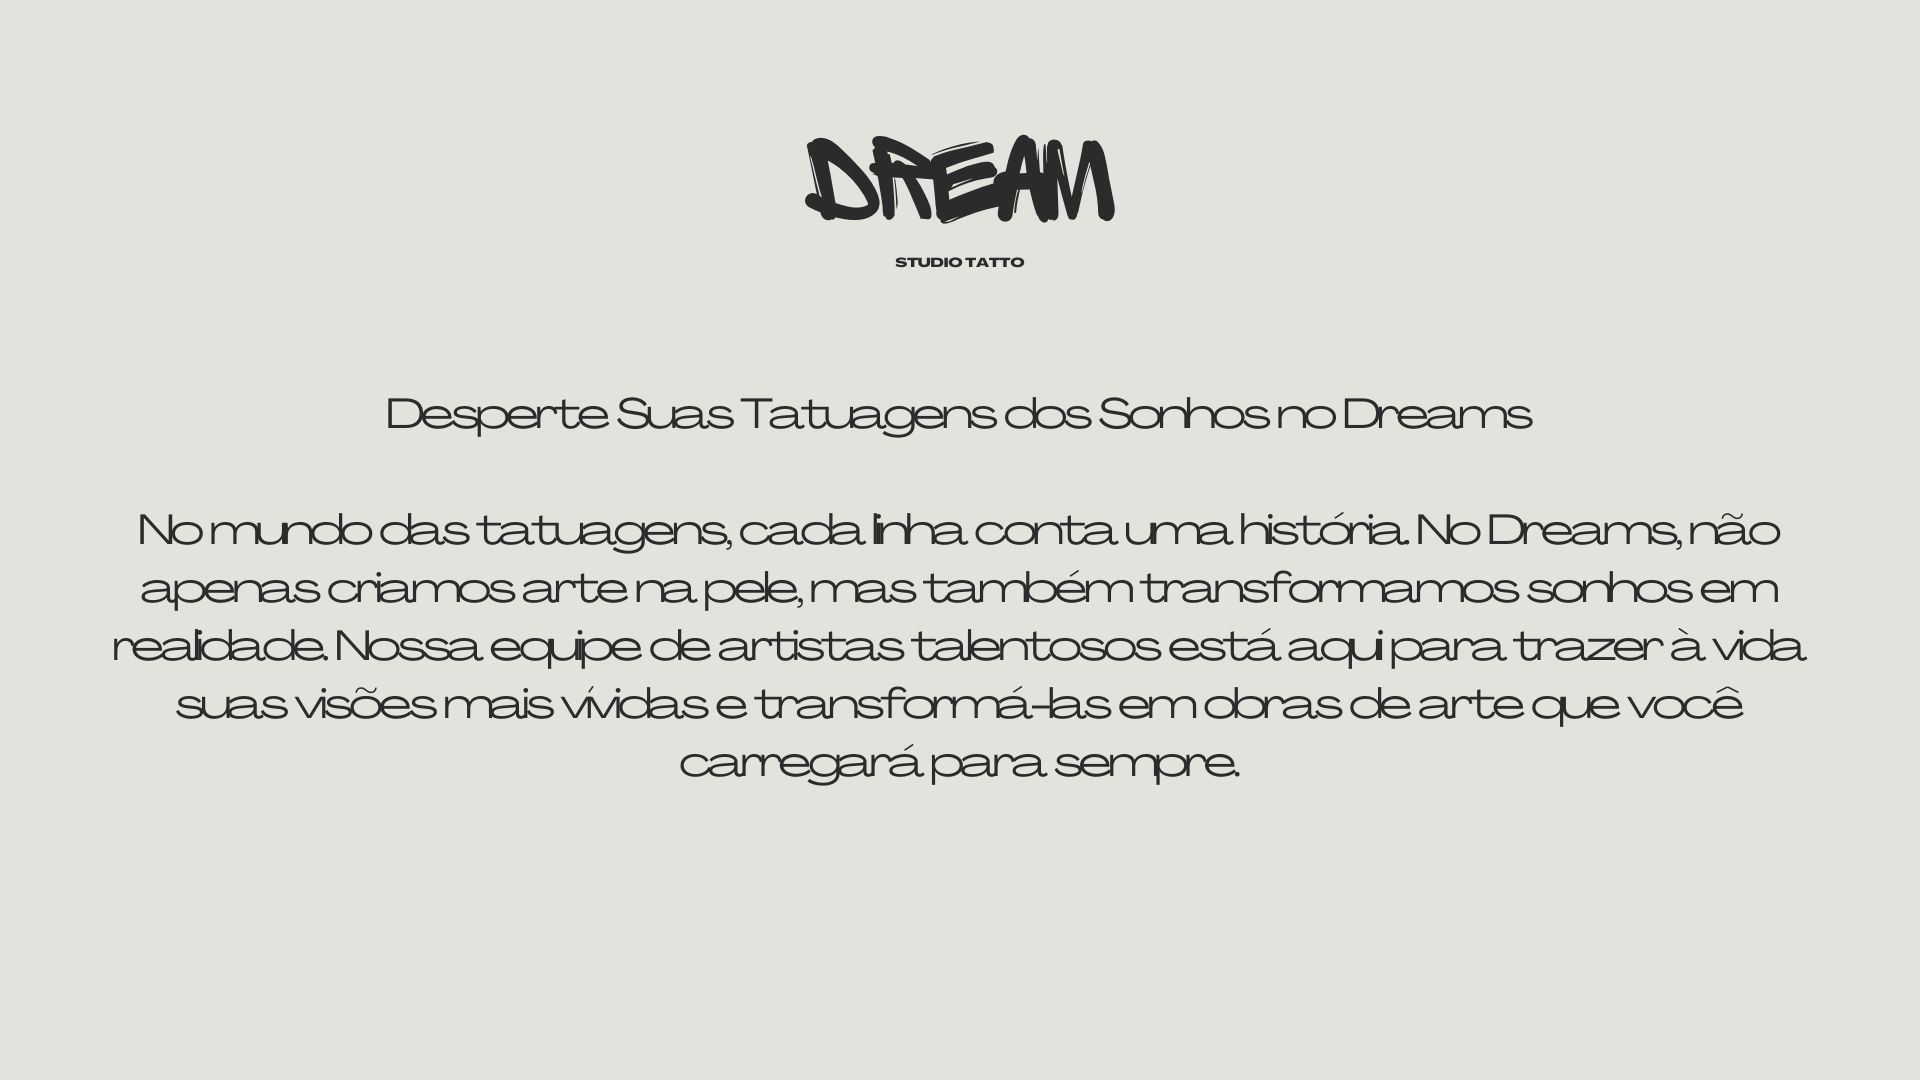 DREAM
STUDIO TATTO
Desperte Suas Tatuagens dos Sonhos no Dreams
No mundo das tatuagens, cada linha conta uma história. No Dreams, não
apenas criamos arte na pele, mas também transformamos sonhos em
realidade. Nossa equipe de artistas talentosos está aqui para trazer à vida
suas visões mais vívidas e transformá-las em obras de arte que você
carregará para sempre.